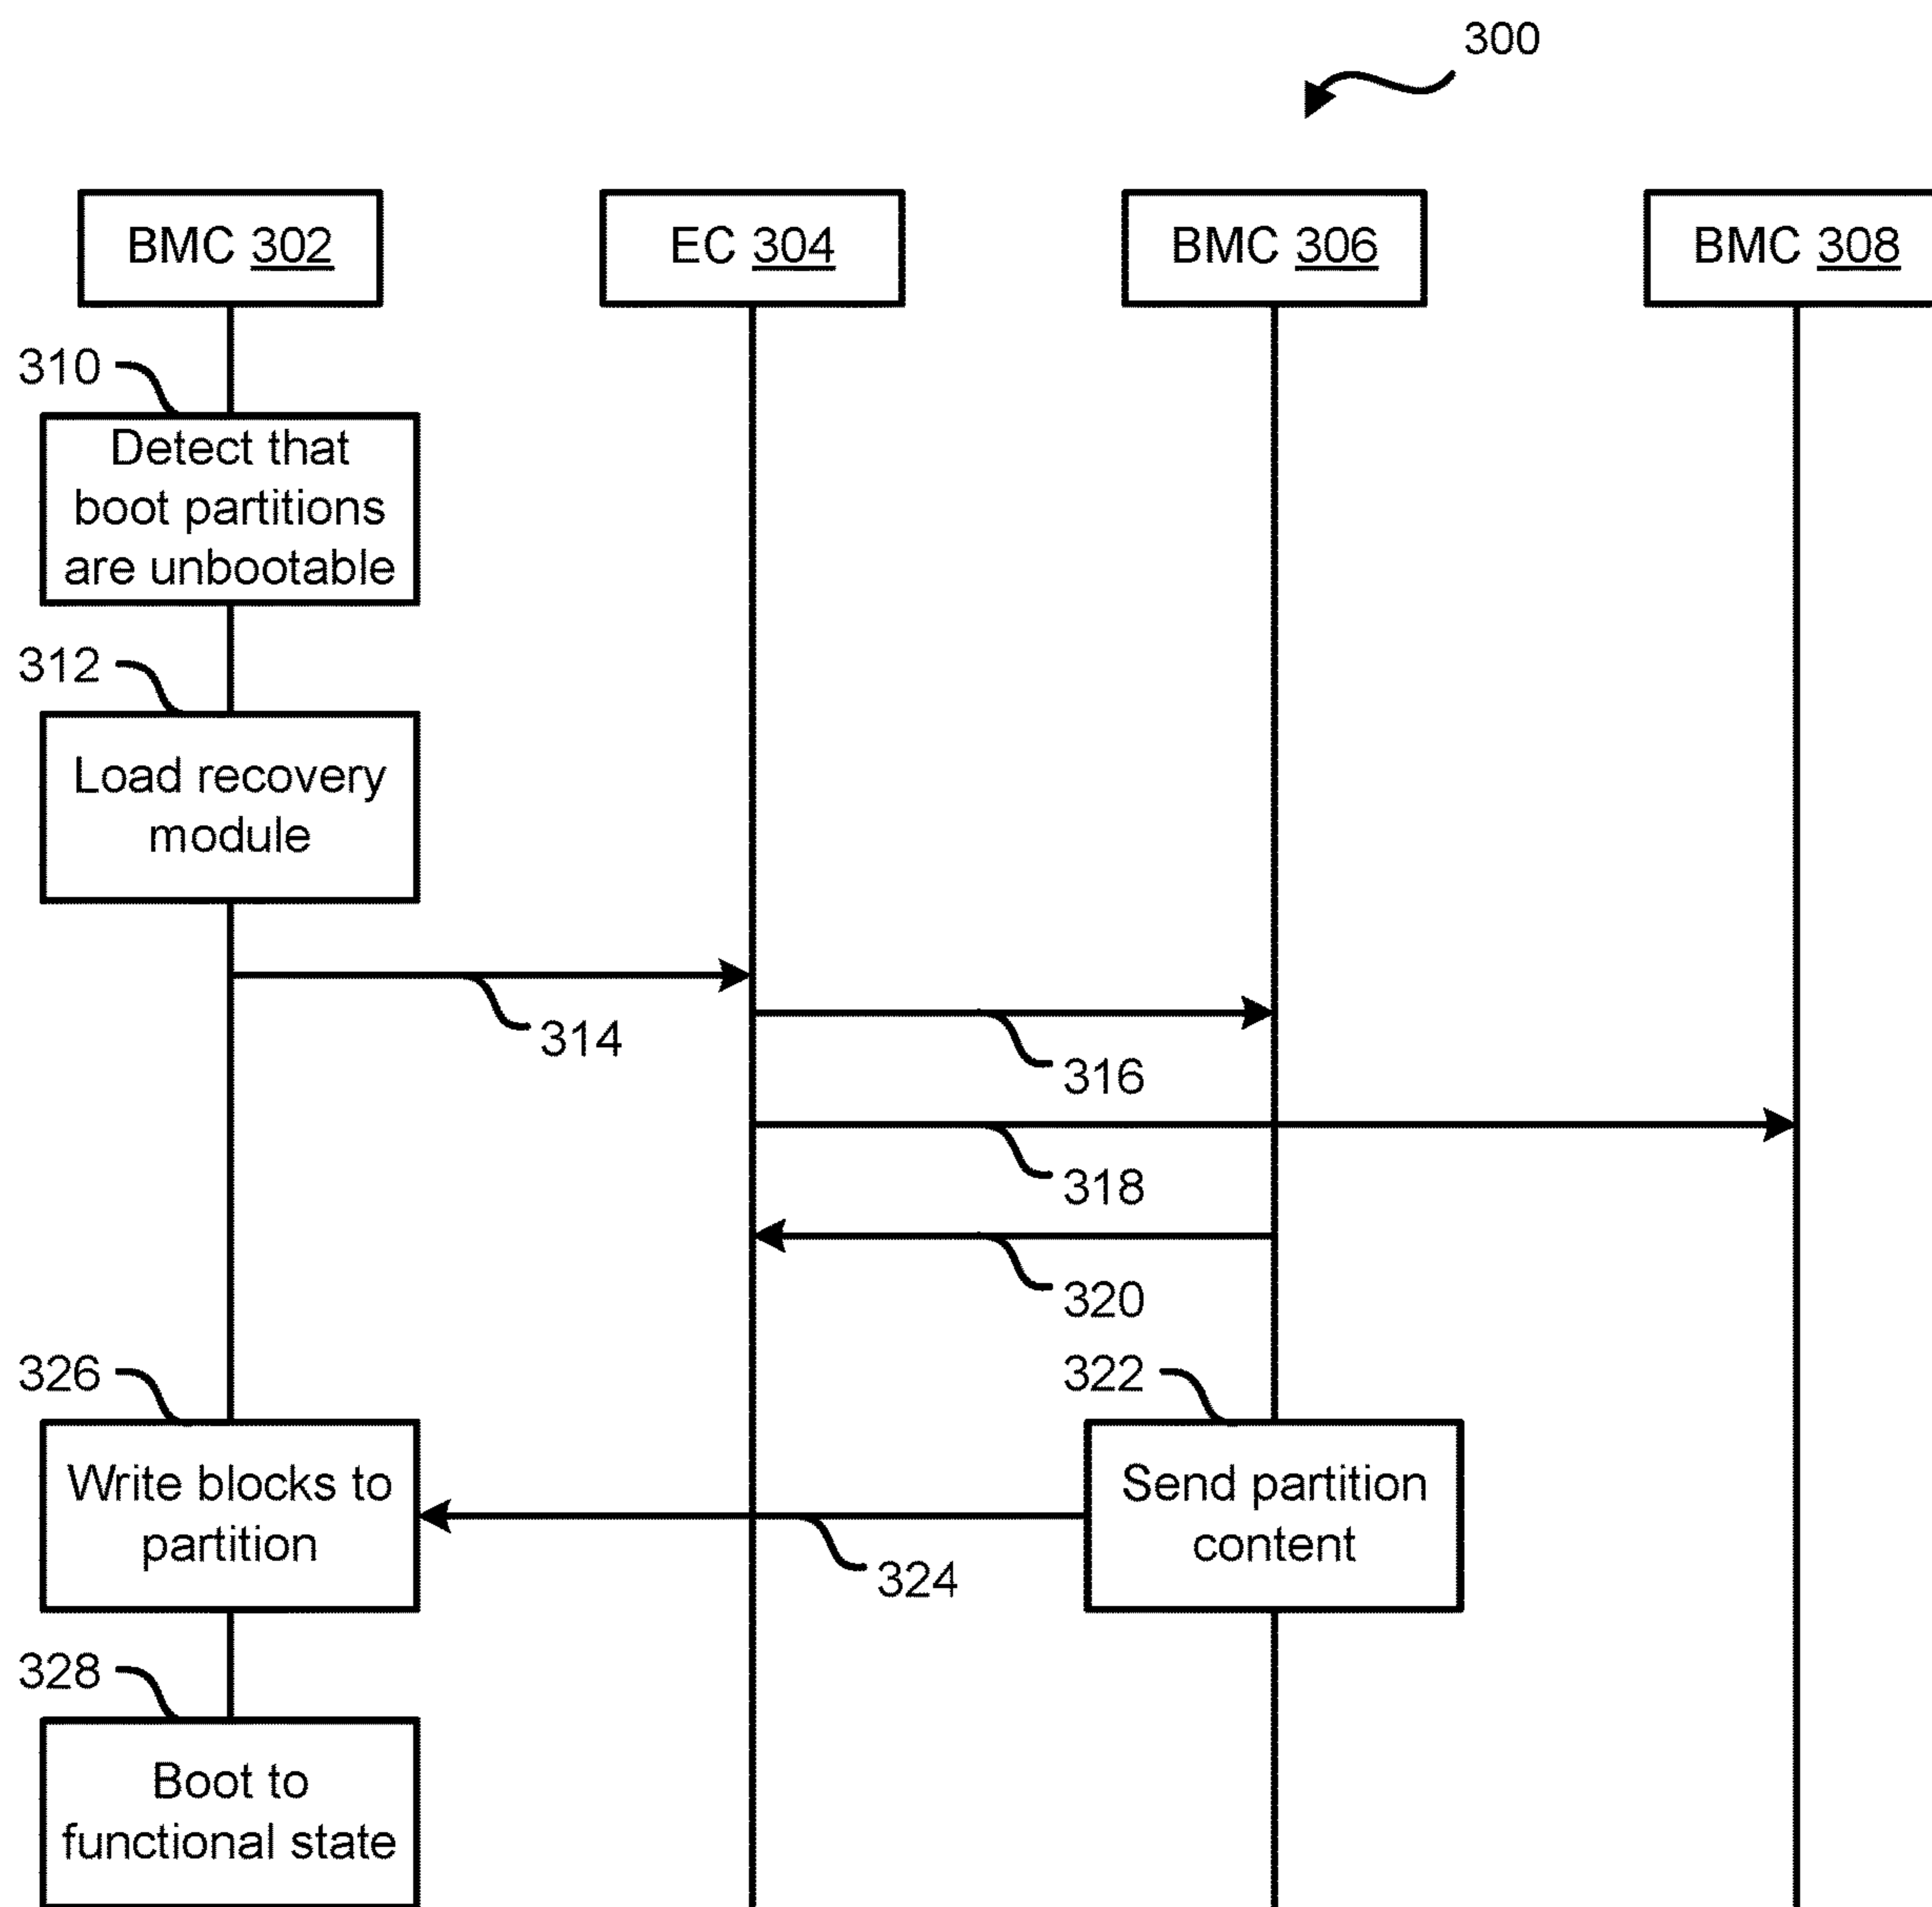 300
BMC 302
EC 304
BMC 306
BMC 308
310
Detect that
boot partitions
are unbootable
312
Load recovery
module
314
316
318
320
326
322
Write blocks to
partition
Send partition
content
324
328
Boot to
functional state